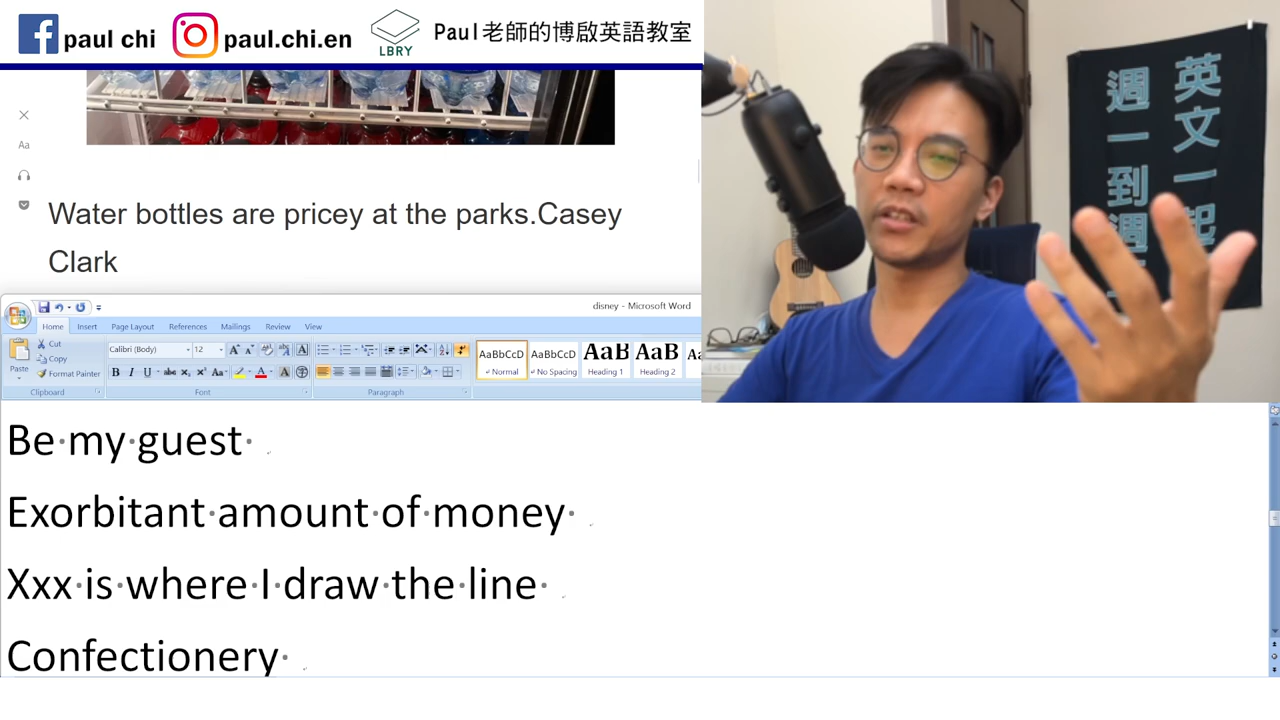 paul chi
paul.chi.en
LBRY
Paul老師的博啟英語教室
英文一起
週一到週
Aa
Water bottles are pricey at the parks.Casey
Clark
disney - Microsoft Word
Home Insert Page Layout References Mailings Review View
Paste
Cut
Copy
Format Painter
Clipboard
Calibri (Body) 12
Font
Paragraph
AaBbCcD AaBbCcD AaBb AaBB
Normal No Spacing Heading 1 Heading 2
Be my guest
Exorbitant amount of money
Xxx is where I draw the line
Confectionery